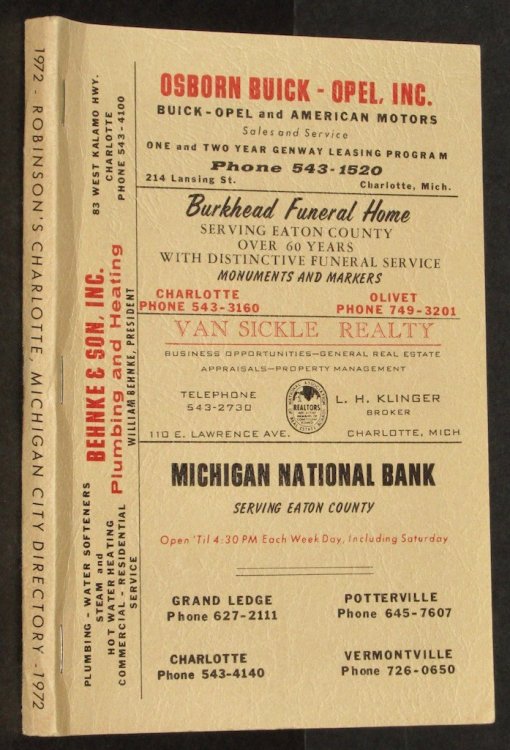 1972 - ROBINSON'S CHARLOTTE, MICHIGAN CITY DIRECTORY - 1972
83 WEST KALAMO HWY.
CHARLOTTE
PHONE 543-4100
BEHNKE & SON, INC.
Plumbing and Heating
WILLIAM BEHNKE, PRESIDENT
PLUMBING - WATER SOFTENERS
STEAM and
HOT WATER HEATING
COMMERCIAL - RESIDENTIAL
SERVICE
OSBORN BUICK - OPEL, INC.
BUICK-OPEL and AMERICAN MOTORS
Sales and Service
ONE and TWO YEAR GENWAY LEASING PROGRAM
Phone 543-1520
214 Lansing St. Charlotte, Mich.
Burkhead Funeral Home
SERVING EATON COUNTY
OVER 60 YEARS
WITH DISTINCTIVE FUNERAL SERVICE
MONUMENTS AND MARKERS
CHARLOTTE OLIVET
PHONE 543-3160 PHONE 749-3201
VAN SICKLE REALTY
BUSINESS OPPORTUNITIES—GENERAL REAL ESTATE
APPRAISALS—PROPERTY MANAGEMENT
TELEPHONE
543-2730
REALTORS
L. H. KLINGER
BROKER
110 E. LAWRENCE AVE. CHARLOTTE, MICH
MICHIGAN NATIONAL BANK
SERVING EATON COUNTY
Open 'Til 4:30 PM Each Week Day, Including Saturday
GRAND LEDGE POTTERVILLE
Phone 627-2111 Phone 645-7607
CHARLOTTE VERMONTVILLE
Phone 543-4140 Phone 726-0650